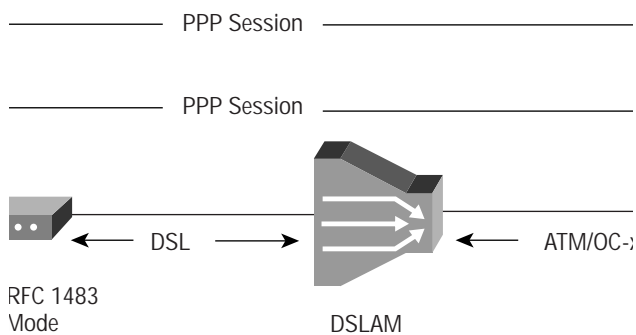 PPP Session
PPP Session
DSL
ATM/OC-x
RFC 1483
Mode
DSLAM